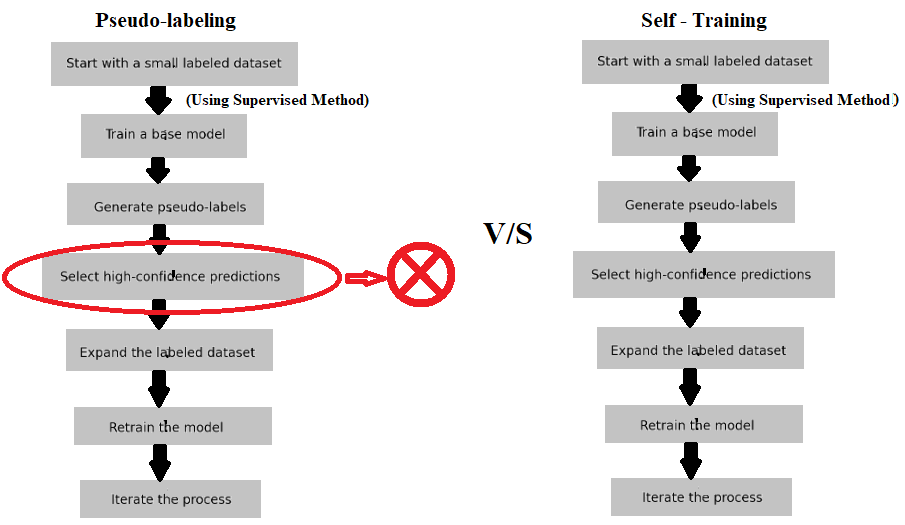 Pseudo-labeling
Start with a small labeled dataset
(Using Supervised Method)
Train a base model
Generate pseudo-labels
Select high-confidence predictions
Expand the labeled dataset
Retrain the model
Iterate the process
V/S
Self - Training
Start with a small labeled dataset
(Using Supervised Method)
Train a base model
Generate pseudo-labels
Select high-confidence predictions
Expand the labeled dataset
Retrain the model
Iterate the process